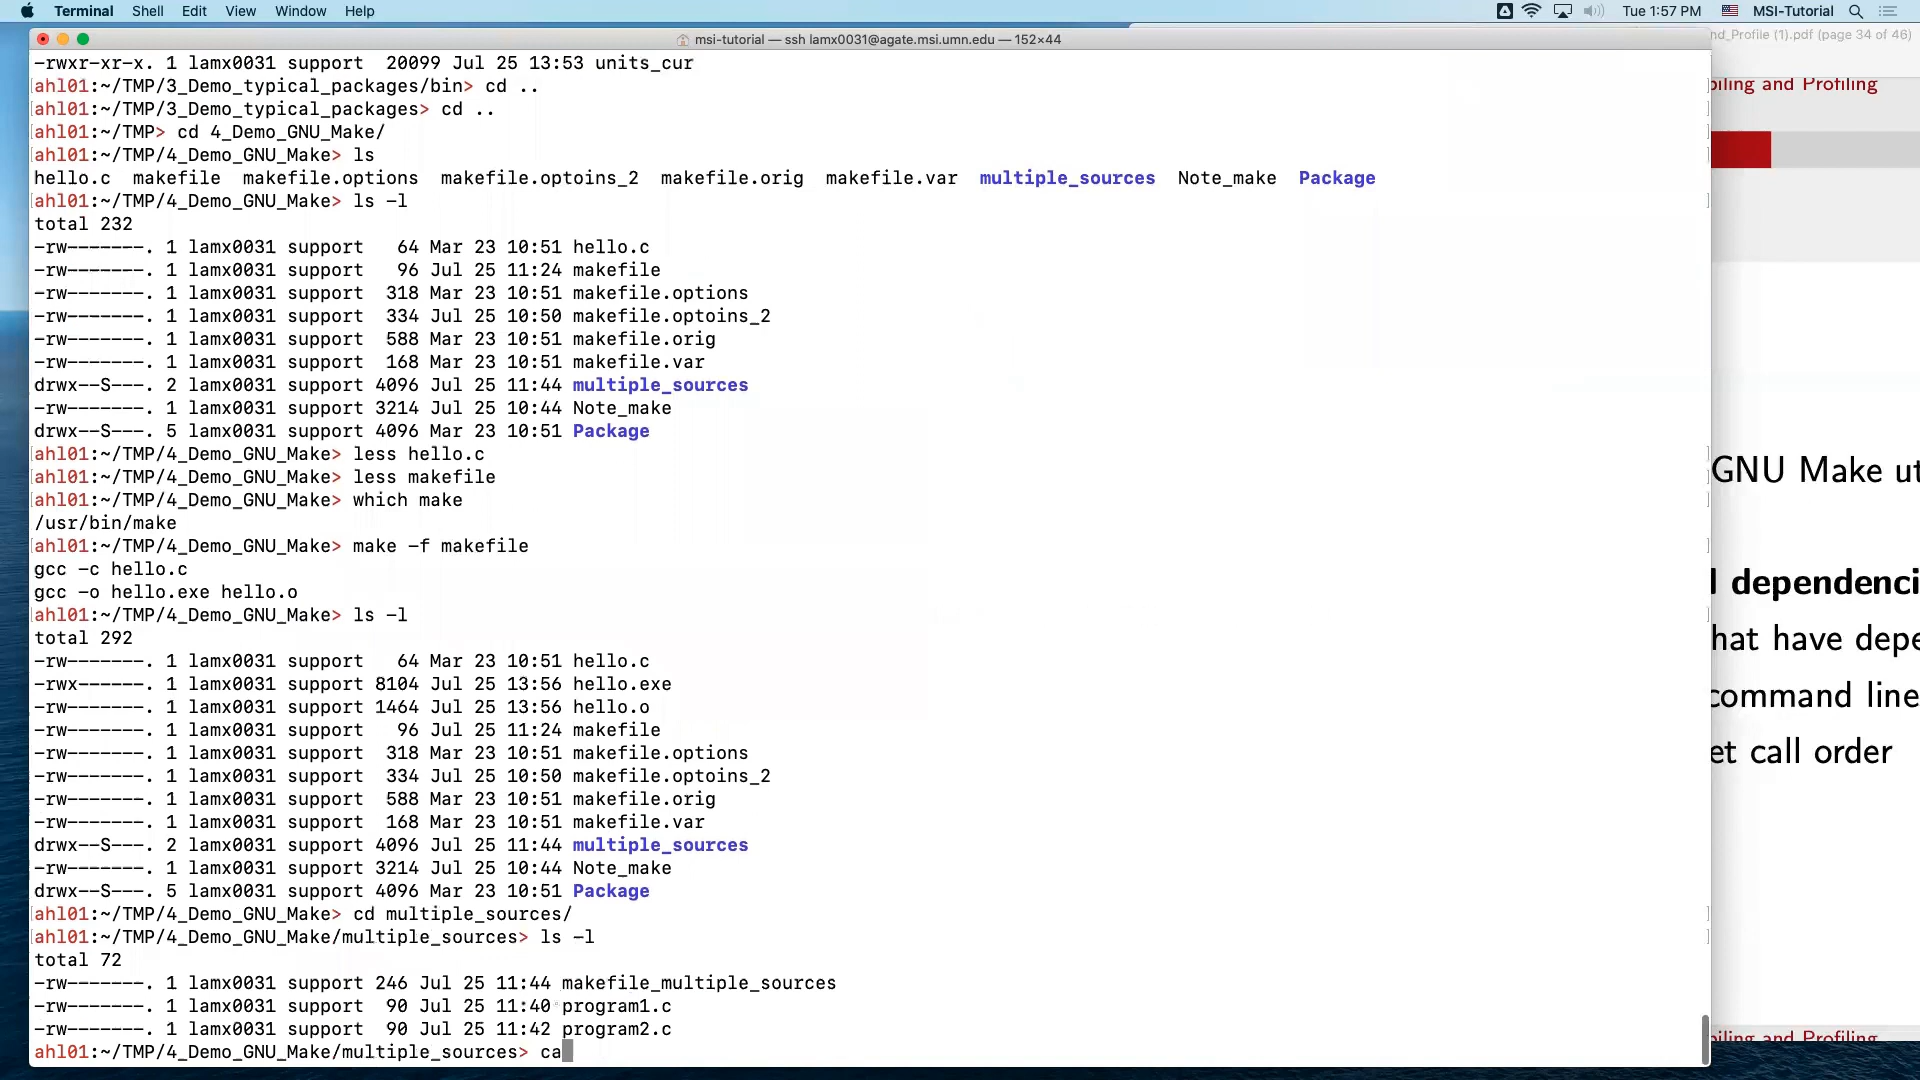 Terminal Shell Edit View Window Help Tue 1:57 PM MSI-Tutorial
msi-tutorial — ssh lamx0031@agate.msi.umn.edu — 152×44
nd_Profile (1).pdf (page 34 of 46)
-rwxr-xr-x. 1 lamx0031 support  20099 Jul 25 13:53 units_cur
ahl01:~/TMP/3_Demo_typical_packages/bin> cd ..
piling and Profiling
ahl01:~/TMP/3_Demo_typical_packages> cd ..
ahl01:~/TMP> cd 4_Demo_GNU_Make/
ahl01:~/TMP/4_Demo_GNU_Make> ls
hello.c  makefile  makefile.options  makefile.optoins_2  makefile.orig  makefile.var  multiple_sources  Note_make  Package
ahl01:~/TMP/4_Demo_GNU_Make> ls -l
total 232
-rw-------. 1 lamx0031 support   64 Mar 23 10:51 hello.c
-rw-------. 1 lamx0031 support   96 Jul 25 11:24 makefile
-rw-------. 1 lamx0031 support  318 Mar 23 10:51 makefile.options
-rw-------. 1 lamx0031 support  334 Jul 25 10:50 makefile.optoins_2
-rw-------. 1 lamx0031 support  588 Mar 23 10:51 makefile.orig
-rw-------. 1 lamx0031 support  168 Mar 23 10:51 makefile.var
drwx--S---. 2 lamx0031 support 4096 Jul 25 11:44 multiple_sources
-rw-------. 1 lamx0031 support 3214 Jul 25 10:44 Note_make
drwx--S---. 5 lamx0031 support 4096 Mar 23 10:51 Package
ahl01:~/TMP/4_Demo_GNU_Make> less hello.c
GNU Make ut
ahl01:~/TMP/4_Demo_GNU_Make> less makefile
ahl01:~/TMP/4_Demo_GNU_Make> which make
/usr/bin/make
ahl01:~/TMP/4_Demo_GNU_Make> make -f makefile
gcc -c hello.c
l dependenci
gcc -o hello.exe hello.o
ahl01:~/TMP/4_Demo_GNU_Make> ls -l
total 292
hat have depe
-rw-------. 1 lamx0031 support   64 Mar 23 10:51 hello.c
-rwx------. 1 lamx0031 support 8104 Jul 25 13:56 hello.exe
command line
-rw-------. 1 lamx0031 support 1464 Jul 25 13:56 hello.o
-rw-------. 1 lamx0031 support   96 Jul 25 11:24 makefile
-rw-------. 1 lamx0031 support  318 Mar 23 10:51 makefile.options
et call order
-rw-------. 1 lamx0031 support  334 Jul 25 10:50 makefile.optoins_2
-rw-------. 1 lamx0031 support  588 Mar 23 10:51 makefile.orig
-rw-------. 1 lamx0031 support  168 Mar 23 10:51 makefile.var
drwx--S---. 2 lamx0031 support 4096 Jul 25 11:44 multiple_sources
-rw-------. 1 lamx0031 support 3214 Jul 25 10:44 Note_make
drwx--S---. 5 lamx0031 support 4096 Mar 23 10:51 Package
ahl01:~/TMP/4_Demo_GNU_Make> cd multiple_sources/
ahl01:~/TMP/4_Demo_GNU_Make/multiple_sources> ls -l
total 72
-rw-------. 1 lamx0031 support 246 Jul 25 11:44 makefile_multiple_sources
-rw-------. 1 lamx0031 support  90 Jul 25 11:40 program1.c
-rw-------. 1 lamx0031 support  90 Jul 25 11:42 program2.c
piling and Profiling
ahl01:~/TMP/4_Demo_GNU_Make/multiple_sources> ca